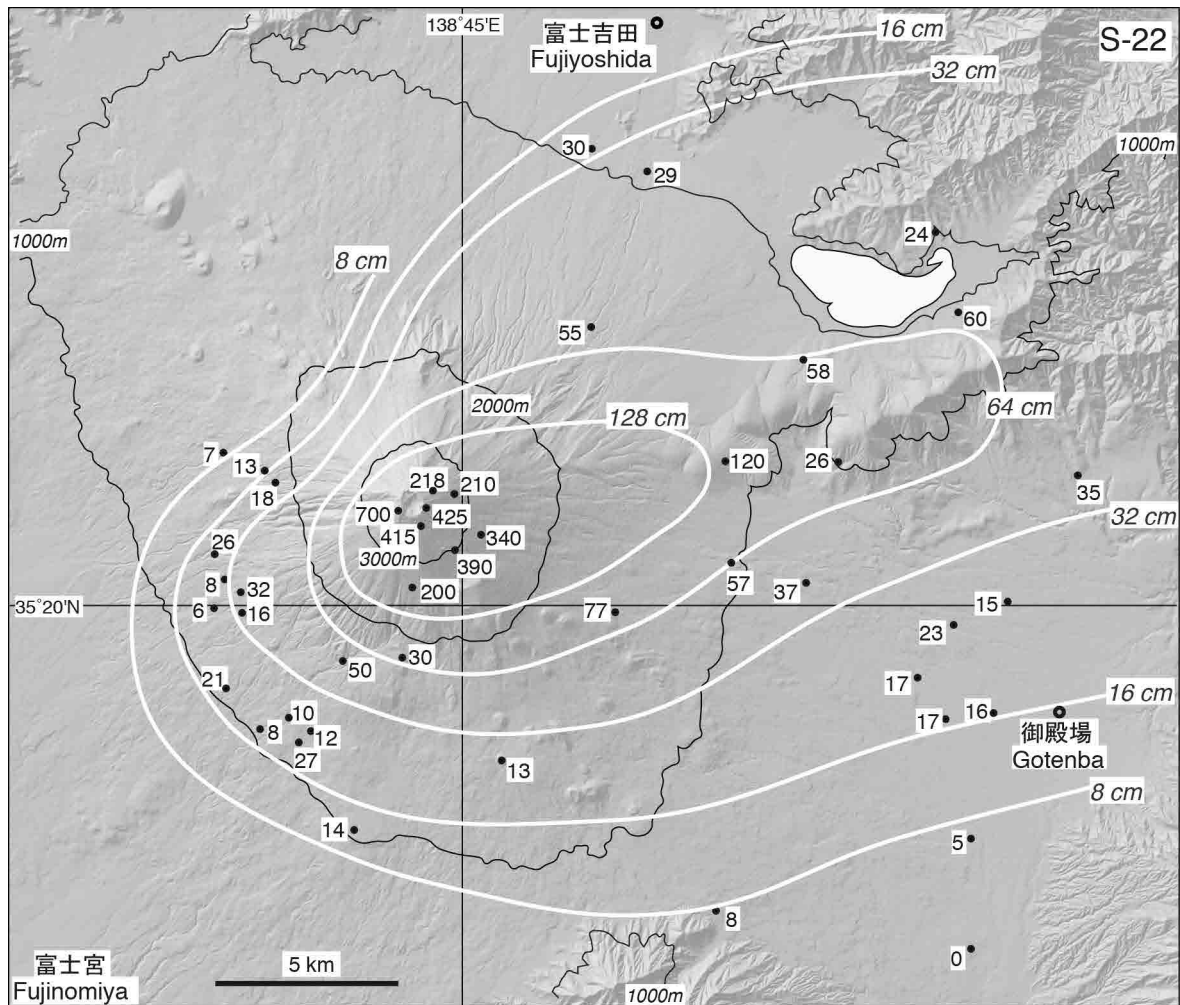 138°45'E
富士吉田
Fujiyoshida
16 cm
S-22
32 cm
1000m
30
29
24
1000m
8 cm
60
55
58
2000m
64 cm
128 cm
7
13
120
26
18
218
210
35
700
425
32 cm
415
340
26
3000m
390
57
8
32
200
37
35°20'N
6
16
77
15
23
50
30
21
17
16 cm
10
17
16
8
12
御殿場
27
Gotenba
13
8 cm
14
5
8
0
富士宮
5 km
Fujinomiya
1000m